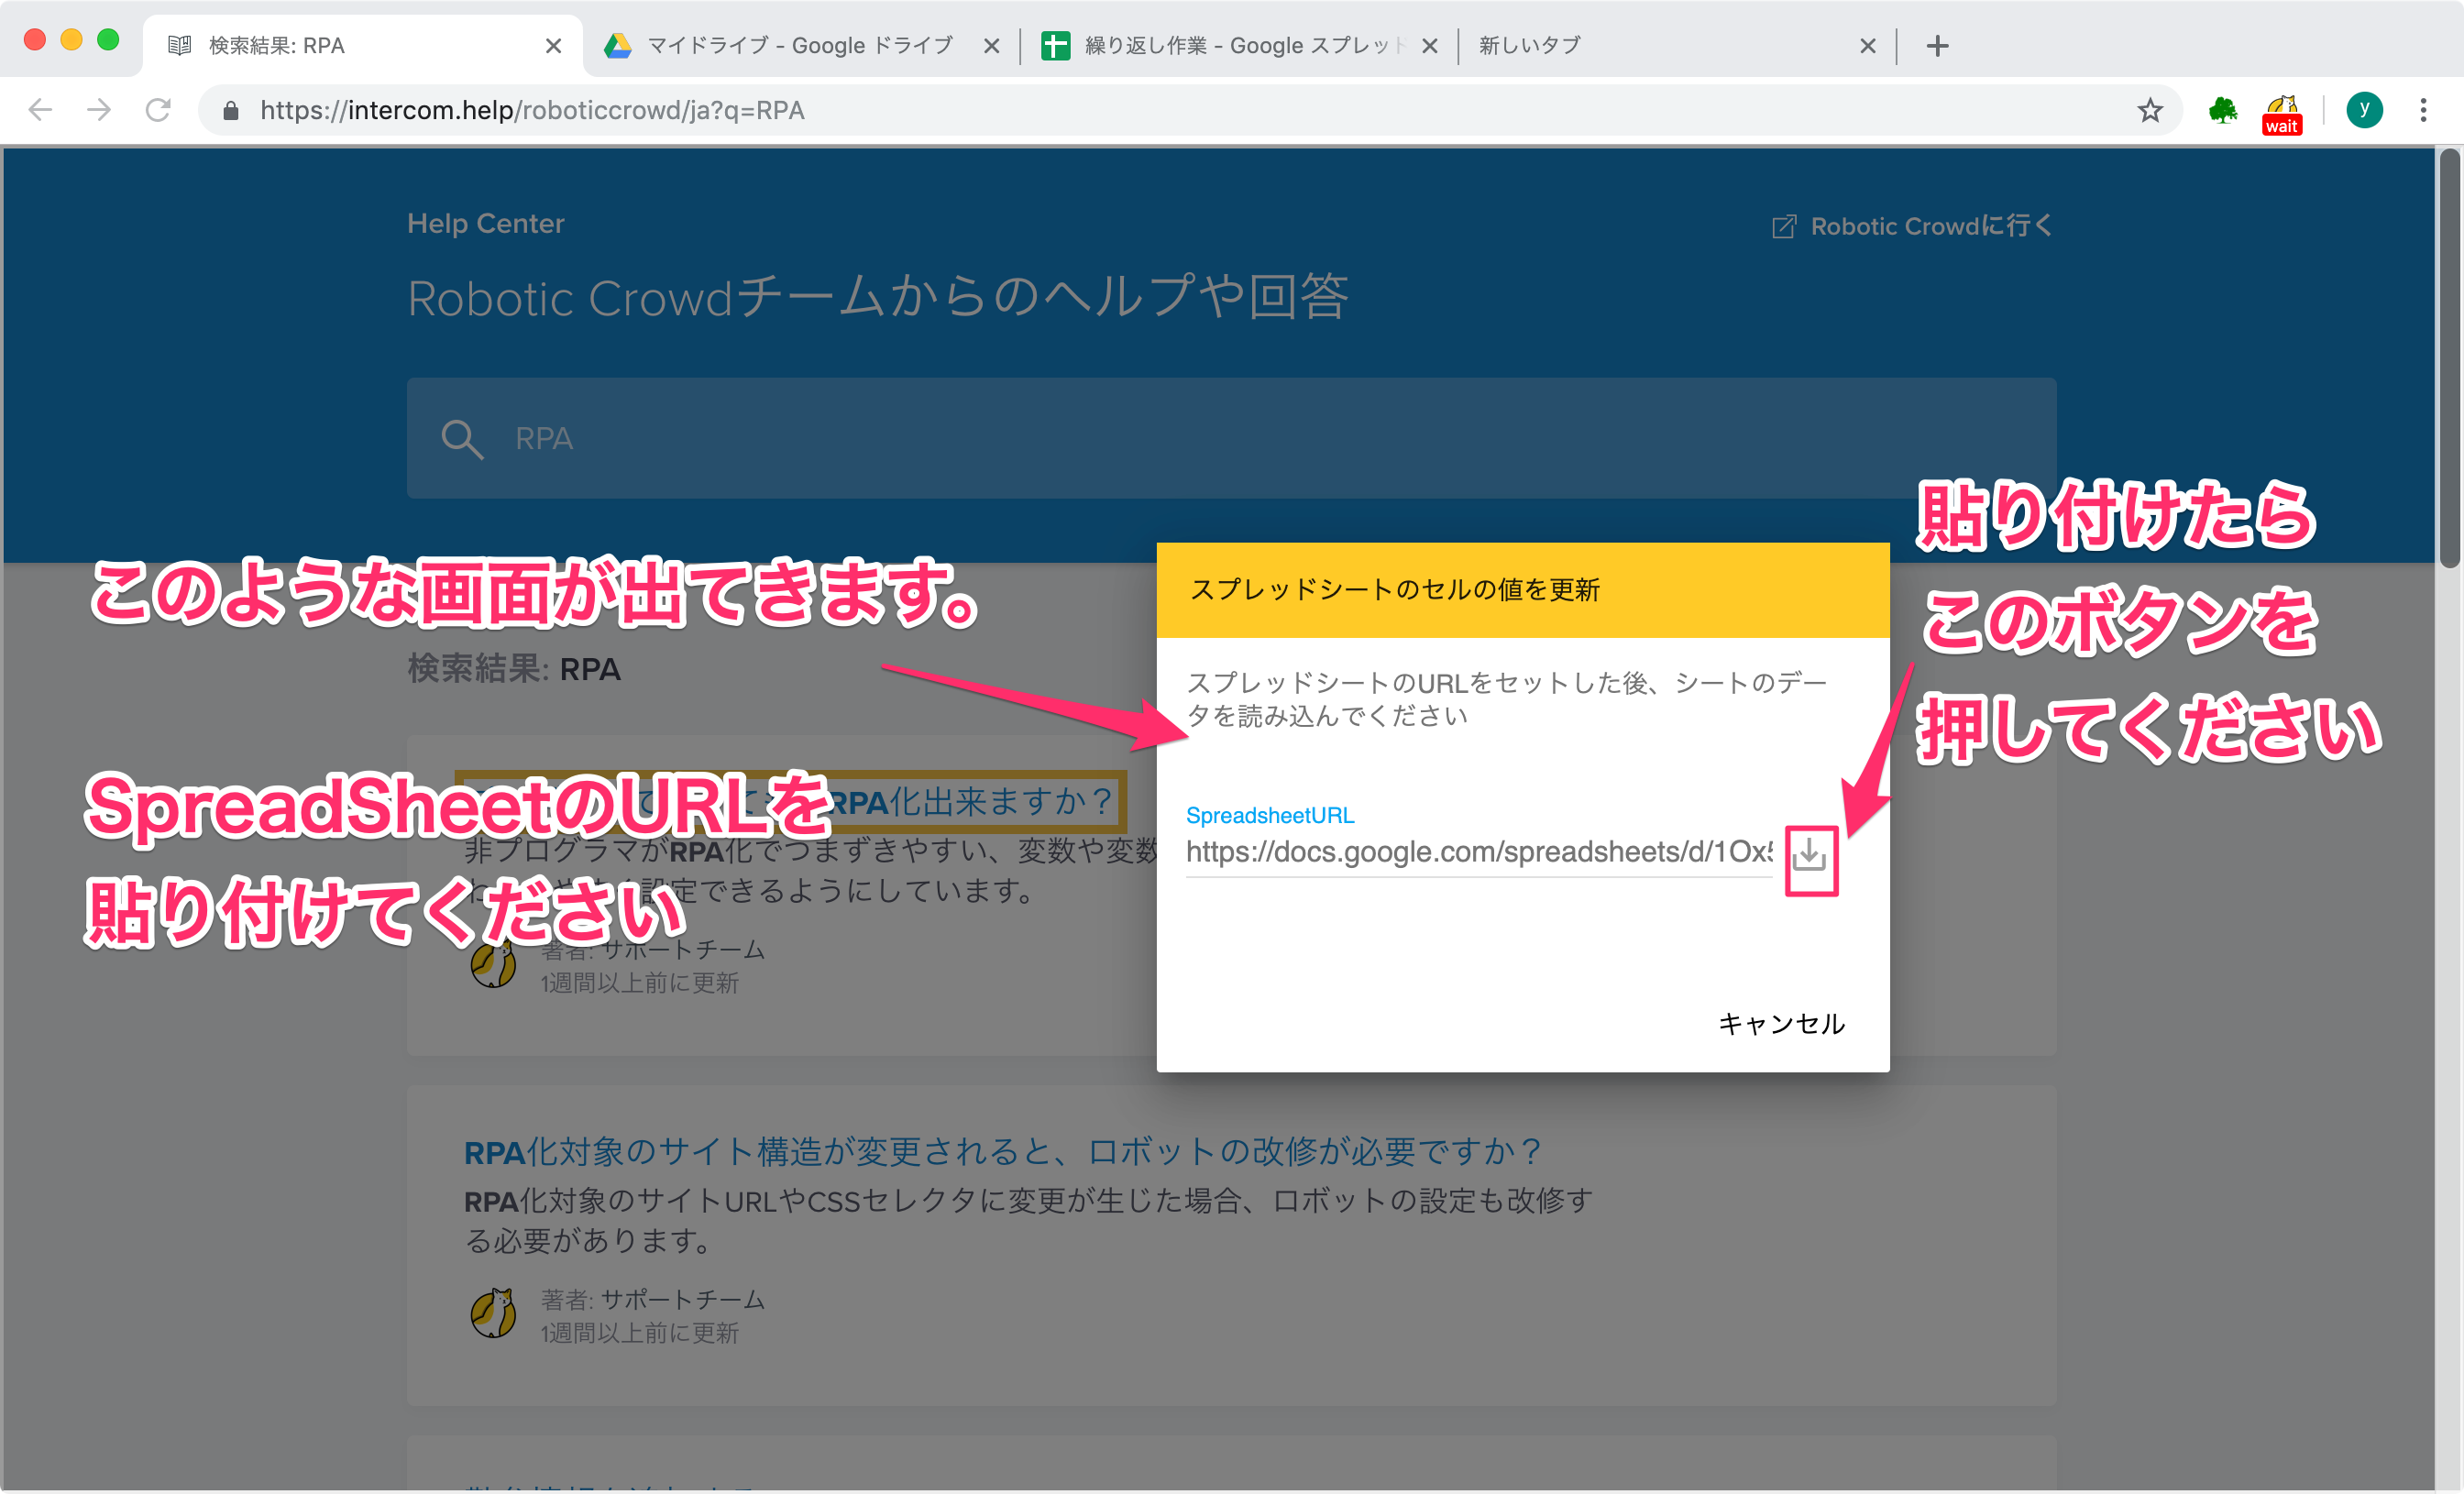 検索結果: RPA
マイドライブ - Google ドライブ
繰り返し作業 - Google スプレッド
新しいタブ
https://intercom.help/roboticcrowd/ja?q=RPA
wait
y
Help Center
Robotic Crowdに行く
Robotic Crowdチームからのヘルプや回答
RPA
貼り付けたら
このボタンを
押してください
このような画面が出てきます。
検索結果: RPA
スプレッドシートのセルの値を更新
スプレッドシートのURLをセットした後、シートのデー
タを読み込んでください
SpreadsheetURL
https://docs.google.com/spreadsheets/d/1Ox5
キャンセル
SpreadSheetのURLを
貼り付けてください
RPA化出来ますか？
非プログラマがRPA化でつまずきやすい、変数や変数
設定できるようにしています。
著者: サポートチーム
1週間以上前に更新
RPA化対象のサイト構造が変更されると、ロボットの改修が必要ですか？
RPA化対象のサイトURLやCSSセレクタに変更が生じた場合、ロボットの設定も改修す
る必要があります。
著者: サポートチーム
1週間以上前に更新